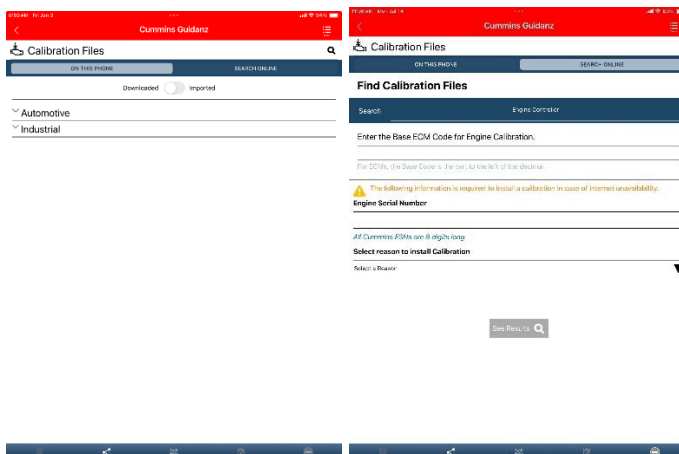 Cummins Guidanz
Calibration Files
ON THIS PHONE SEARCH ONLINE
Downloaded Imported
Automotive
Industrial
Cummins Guidanz
Calibration Files
ON THIS PHONE SEARCH ONLINE
Find Calibration Files
Search Engine Controller
Enter the Base ECM Code for Engine Calibration.
For ECMs, the Base Code is the part to the left of the decimal.
The following information is required to install a calibration in case of internet unavailability.
Engine Serial Number
All Cummins ESNs are 8 digits long
Select reason to install Calibration
Select a Reason
See Results